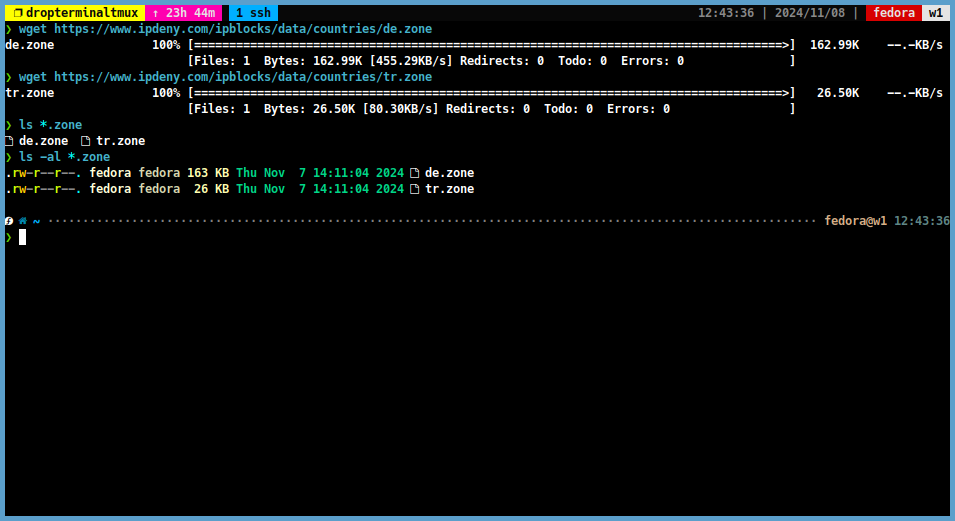 dropterminaltmux ↑ 23h 44m 1 ssh 12:43:36 | 2024/11/08 | fedora w1
❯ wget https://www.ipdeny.com/ipblocks/data/countries/de.zone
de.zone 100% [=====================================================================================>] 162.99K --.-KB/s
[Files: 1 Bytes: 162.99K [455.29KB/s] Redirects: 0 Todo: 0 Errors: 0 ]
❯ wget https://www.ipdeny.com/ipblocks/data/countries/tr.zone
tr.zone 100% [=====================================================================================>] 26.50K --.-KB/s
[Files: 1 Bytes: 26.50K [80.30KB/s] Redirects: 0 Todo: 0 Errors: 0 ]
❯ ls *.zone
de.zone tr.zone
❯ ls -al *.zone
.rw-r--r--. fedora fedora 163 KB Thu Nov 7 14:11:04 2024 de.zone
.rw-r--r--. fedora fedora 26 KB Thu Nov 7 14:11:04 2024 tr.zone
~ ·············································································································· fedora@w1 12:43:36
❯